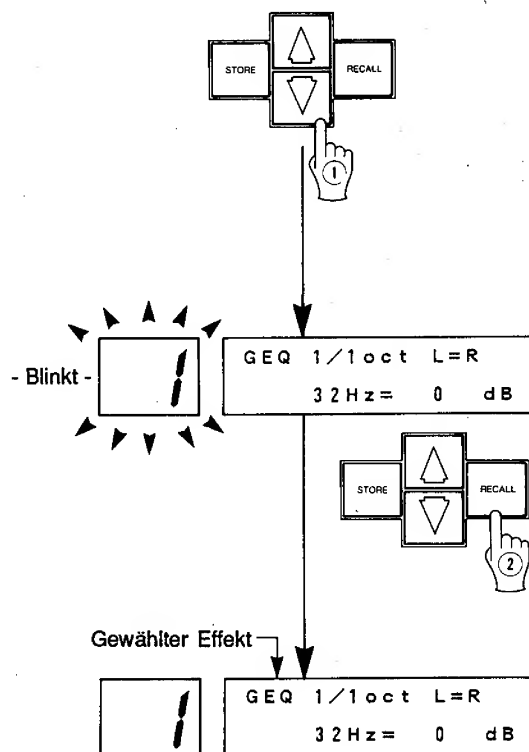 STORE
RECALL
①
- Blinkt -
1
GEQ 1/1oct L=R
32Hz= 0 dB
STORE
RECALL
②
Gewählter Effekt
1
GEQ 1/1oct L=R
32Hz= 0 dB